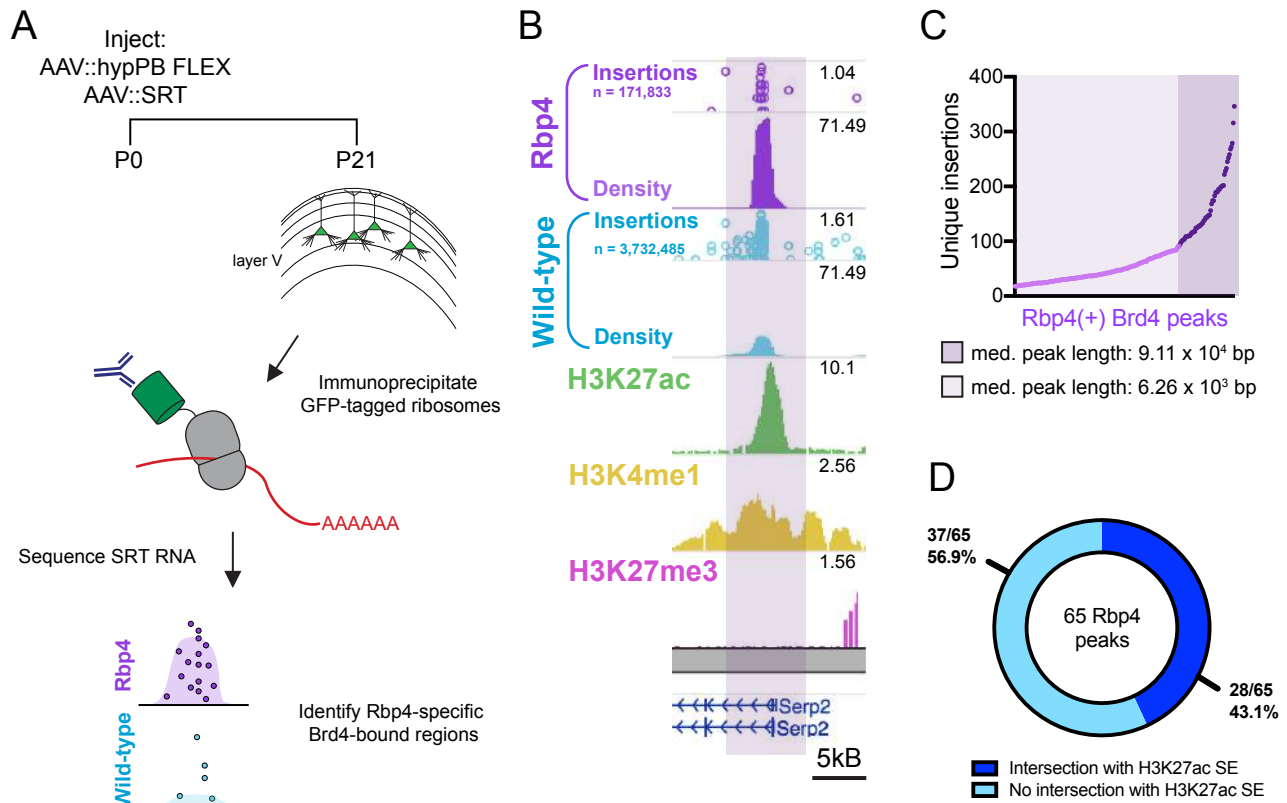 A
Inject:
AAV::hypPB FLEX
AAV::SRT
P0
P21
layer V
Immunoprecipitate
GFP-tagged ribosomes
AAAAAA
Sequence SRT RNA
Rbp4
Wild-type
Identify Rbp4-specific
Brd4-bound regions
B
Rbp4
Insertions
n = 171,833
1.04
71.49
Density
Wild-type
Insertions
n = 3,732,485
1.61
71.49
Density
H3K27ac
10.1
H3K4me1
2.56
H3K27me3
1.56
Serp2
Serp2
5kB
C
Unique insertions
400
300
200
100
0
Rbp4(+) Brd4 peaks
med. peak length: 9.11 x 10⁴ bp
med. peak length: 6.26 x 10³ bp
D
37/65
56.9%
65 Rbp4
peaks
28/65
43.1%
Intersection with H3K27ac SE
No intersection with H3K27ac SE